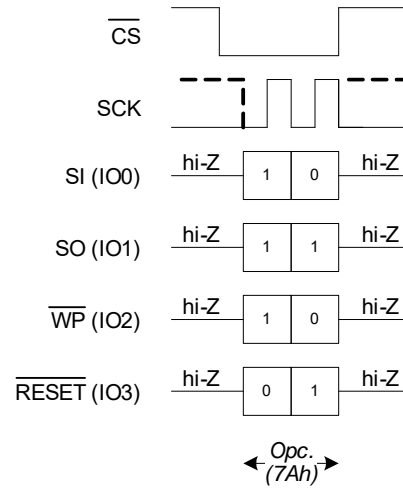 CS
SCK
hi-Z hi-Z
SI (IO0) 1 0
hi-Z hi-Z
SO (IO1) 1 1
hi-Z hi-Z
WP (IO2) 1 0
hi-Z hi-Z
RESET (IO3) 0 1
Opc.
(7Ah)